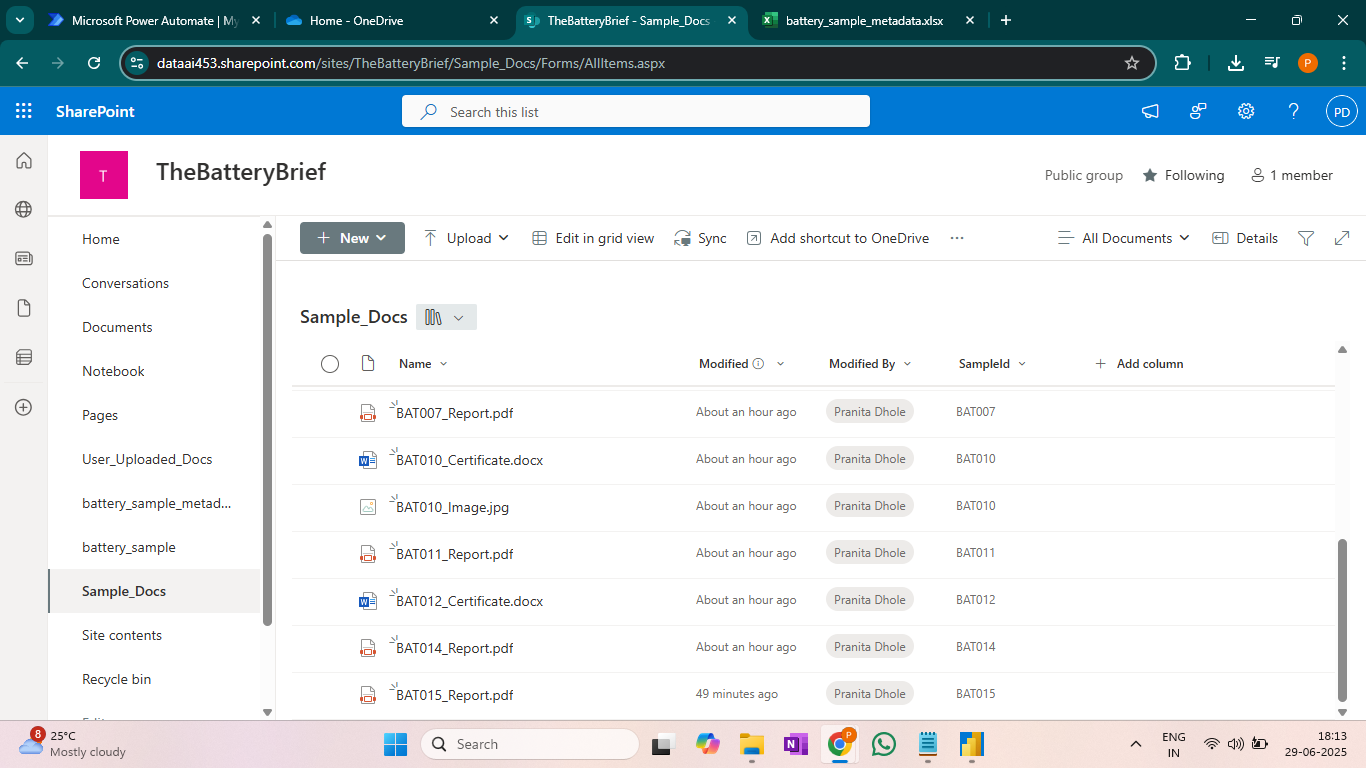 Microsoft Power Automate | My
Home - OneDrive
TheBatteryBrief - Sample_Docs
battery_sample_metadata.xlsx
dataai453.sharepoint.com/sites/TheBatteryBrief/Sample_Docs/Forms/AllItems.aspx
P
SharePoint
Search this list
PD
T
TheBatteryBrief
Public group
Following
1 member
Home
Conversations
Documents
Notebook
Pages
User_Uploaded_Docs
battery_sample_metad...
battery_sample
Sample_Docs
Site contents
Recycle bin
New
Upload
Edit in grid view
Sync
Add shortcut to OneDrive
...
All Documents
Details
Sample_Docs
Name Modified Modified By SampleId Add column
BAT007_Report.pdf About an hour ago Pranita Dhole BAT007
BAT010_Certificate.docx About an hour ago Pranita Dhole BAT010
BAT010_Image.jpg About an hour ago Pranita Dhole BAT010
BAT011_Report.pdf About an hour ago Pranita Dhole BAT011
BAT012_Certificate.docx About an hour ago Pranita Dhole BAT012
BAT014_Report.pdf About an hour ago Pranita Dhole BAT014
BAT015_Report.pdf 49 minutes ago Pranita Dhole BAT015
8
25°C
Mostly cloudy
Search
P
ENG
IN
18:13
29-06-2025